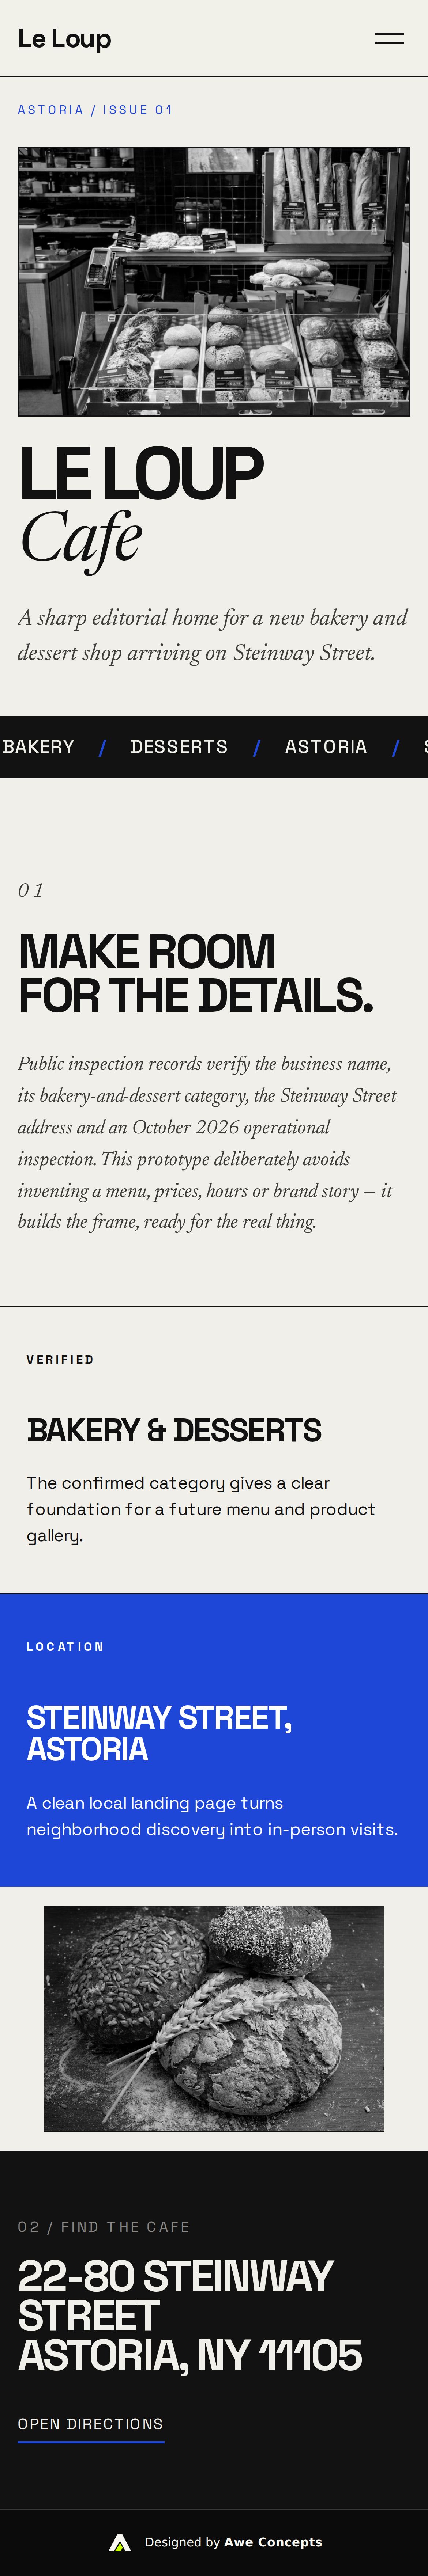 Le Loup
ASTORIA / ISSUE 01
LE LOUP
Cafe
A sharp editorial home for a new bakery and
dessert shop arriving on Steinway Street.
BAKERY / DESSERTS / ASTORIA / S
01
MAKE ROOM
FOR THE DETAILS.
Public inspection records verify the business name,
its bakery-and-dessert category, the Steinway Street
address and an October 2026 operational
inspection. This prototype deliberately avoids
inventing a menu, prices, hours or brand story — it
builds the frame, ready for the real thing.
VERIFIED
BAKERY & DESSERTS
The confirmed category gives a clear
foundation for a future menu and product
gallery.
LOCATION
STEINWAY STREET,
ASTORIA
A clean local landing page turns
neighborhood discovery into in-person visits.
02 / FIND THE CAFE
22-80 STEINWAY
STREET
ASTORIA, NY 11105
OPEN DIRECTIONS
Designed by Awe Concepts